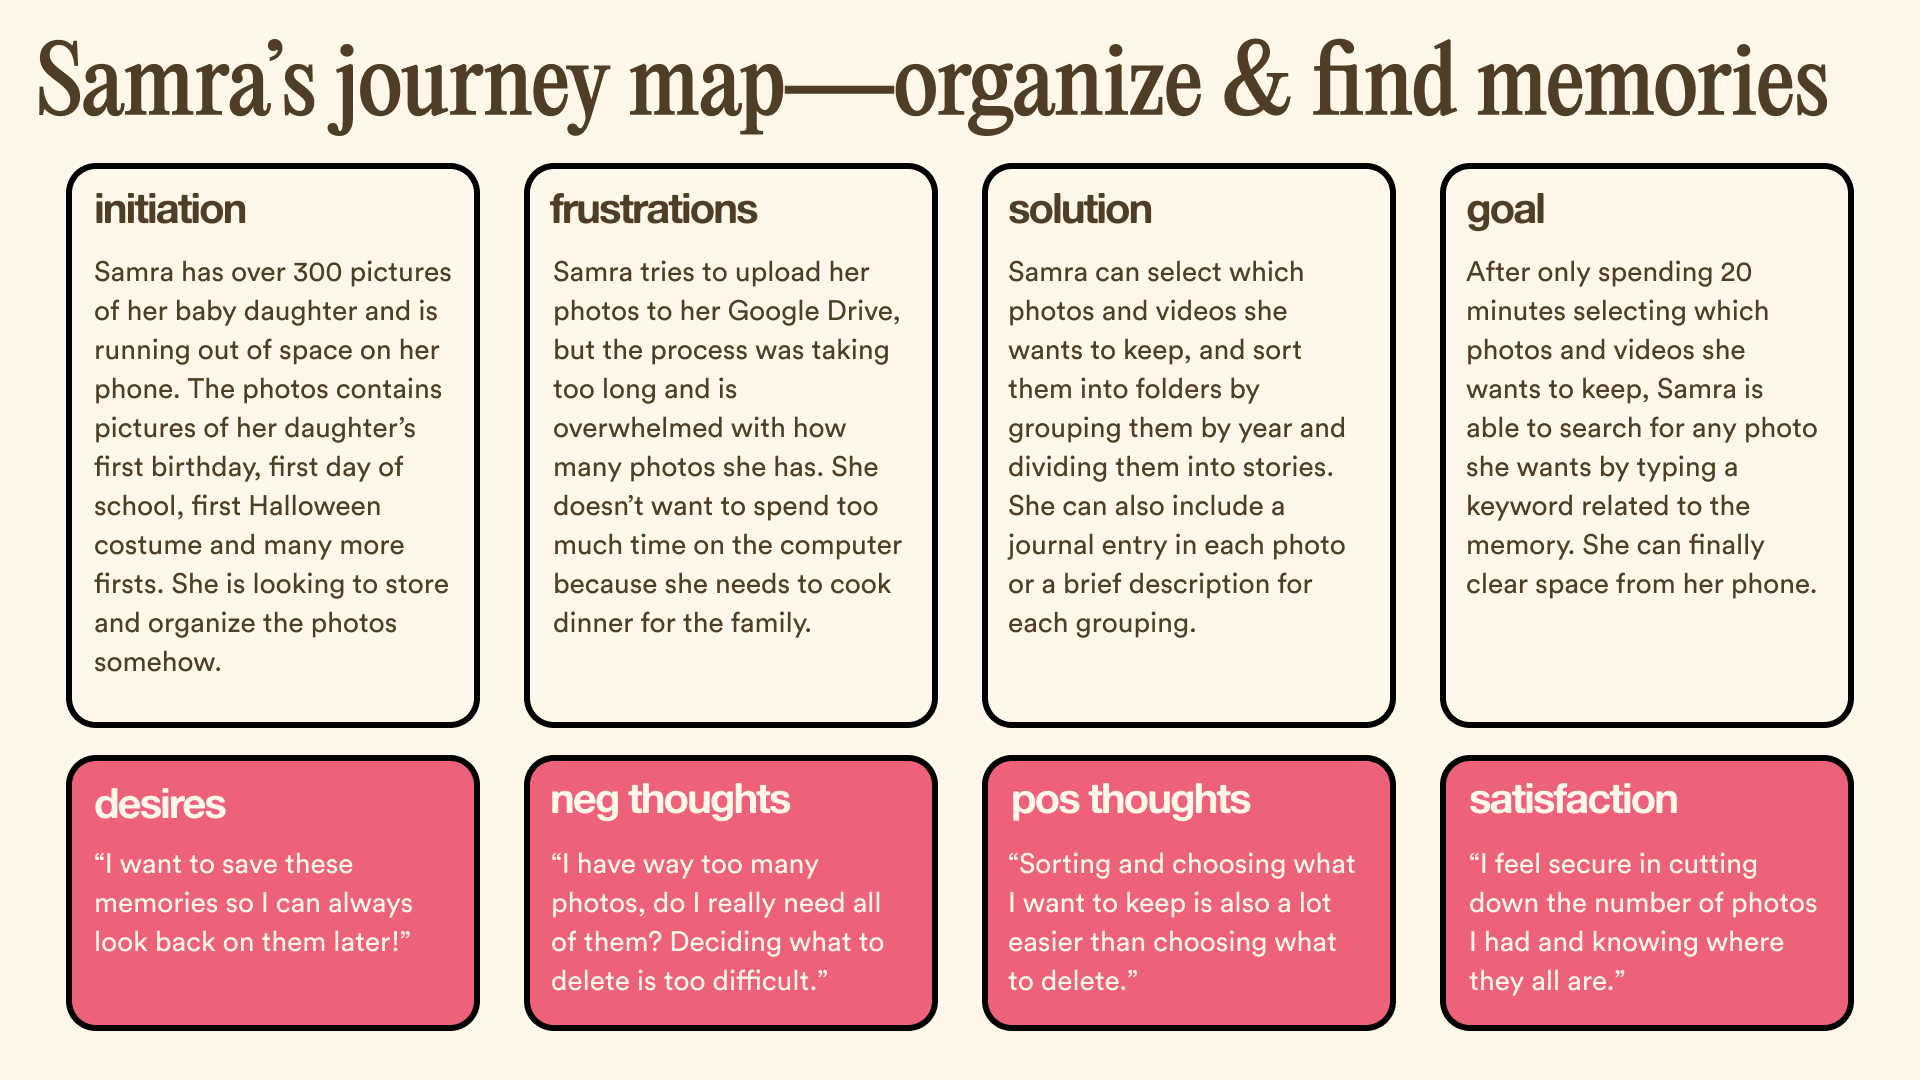 Samra’s journey map—organize & find memories
initiation
Samra has over 300 pictures
of her baby daughter and is
running out of space on her
phone. The photos contains
pictures of her daughter’s
first birthday, first day of
school, first Halloween
costume and many more
firsts. She is looking to store
and organize the photos
somehow.
frustrations
Samra tries to upload her
photos to her Google Drive,
but the process was taking
too long and is
overwhelmed with how
many photos she has. She
doesn’t want to spend too
much time on the computer
because she needs to cook
dinner for the family.
solution
Samra can select which
photos and videos she
wants to keep, and sort
them into folders by
grouping them by year and
dividing them into stories.
She can also include a
journal entry in each photo
or a brief description for
each grouping.
goal
After only spending 20
minutes selecting which
photos and videos she
wants to keep, Samra is
able to search for any photo
she wants by typing a
keyword related to the
memory. She can finally
clear space from her phone.
desires
“I want to save these
memories so I can always
look back on them later!”
neg thoughts
“I have way too many
photos, do I really need all
of them? Deciding what to
delete is too difficult.”
pos thoughts
“Sorting and choosing what
I want to keep is also a lot
easier than choosing what
to delete.”
satisfaction
“I feel secure in cutting
down the number of photos
I had and knowing where
they all are.”